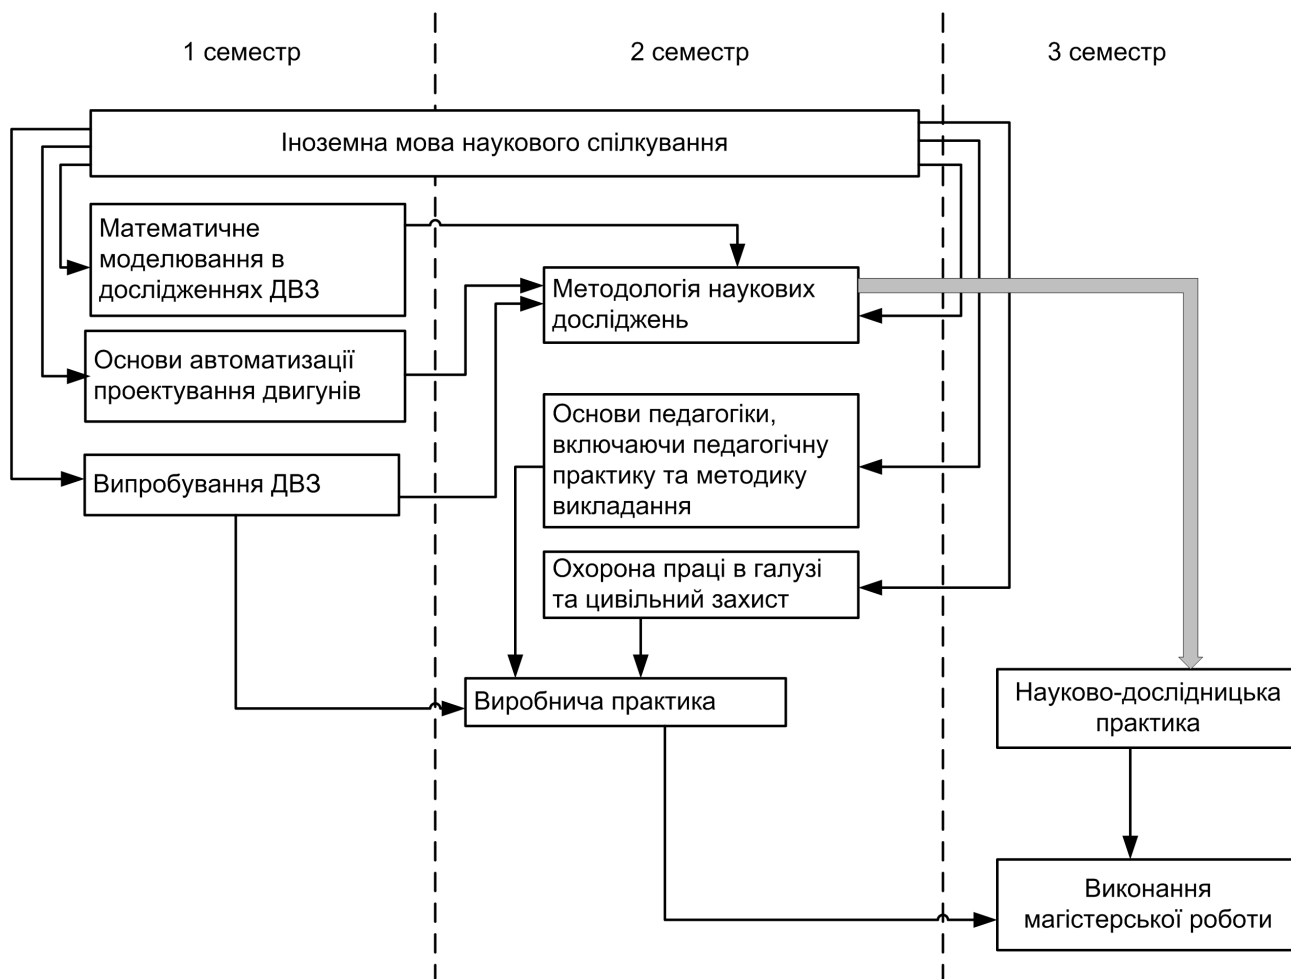 1 семестр
2 семестр
3 семестр
Іноземна мова наукового спілкування
Математичне
моделювання в
дослідженнях ДВЗ
Методологія наукових
досліджень
Основи автоматизації
проектування двигунів
Основи педагогіки,
включаючи педагогічну
практику та методику
викладання
Випробування ДВЗ
Охорона праці в галузі
та цивільний захист
Виробнича практика
Науково-дослідницька
практика
Виконання
магістерської роботи